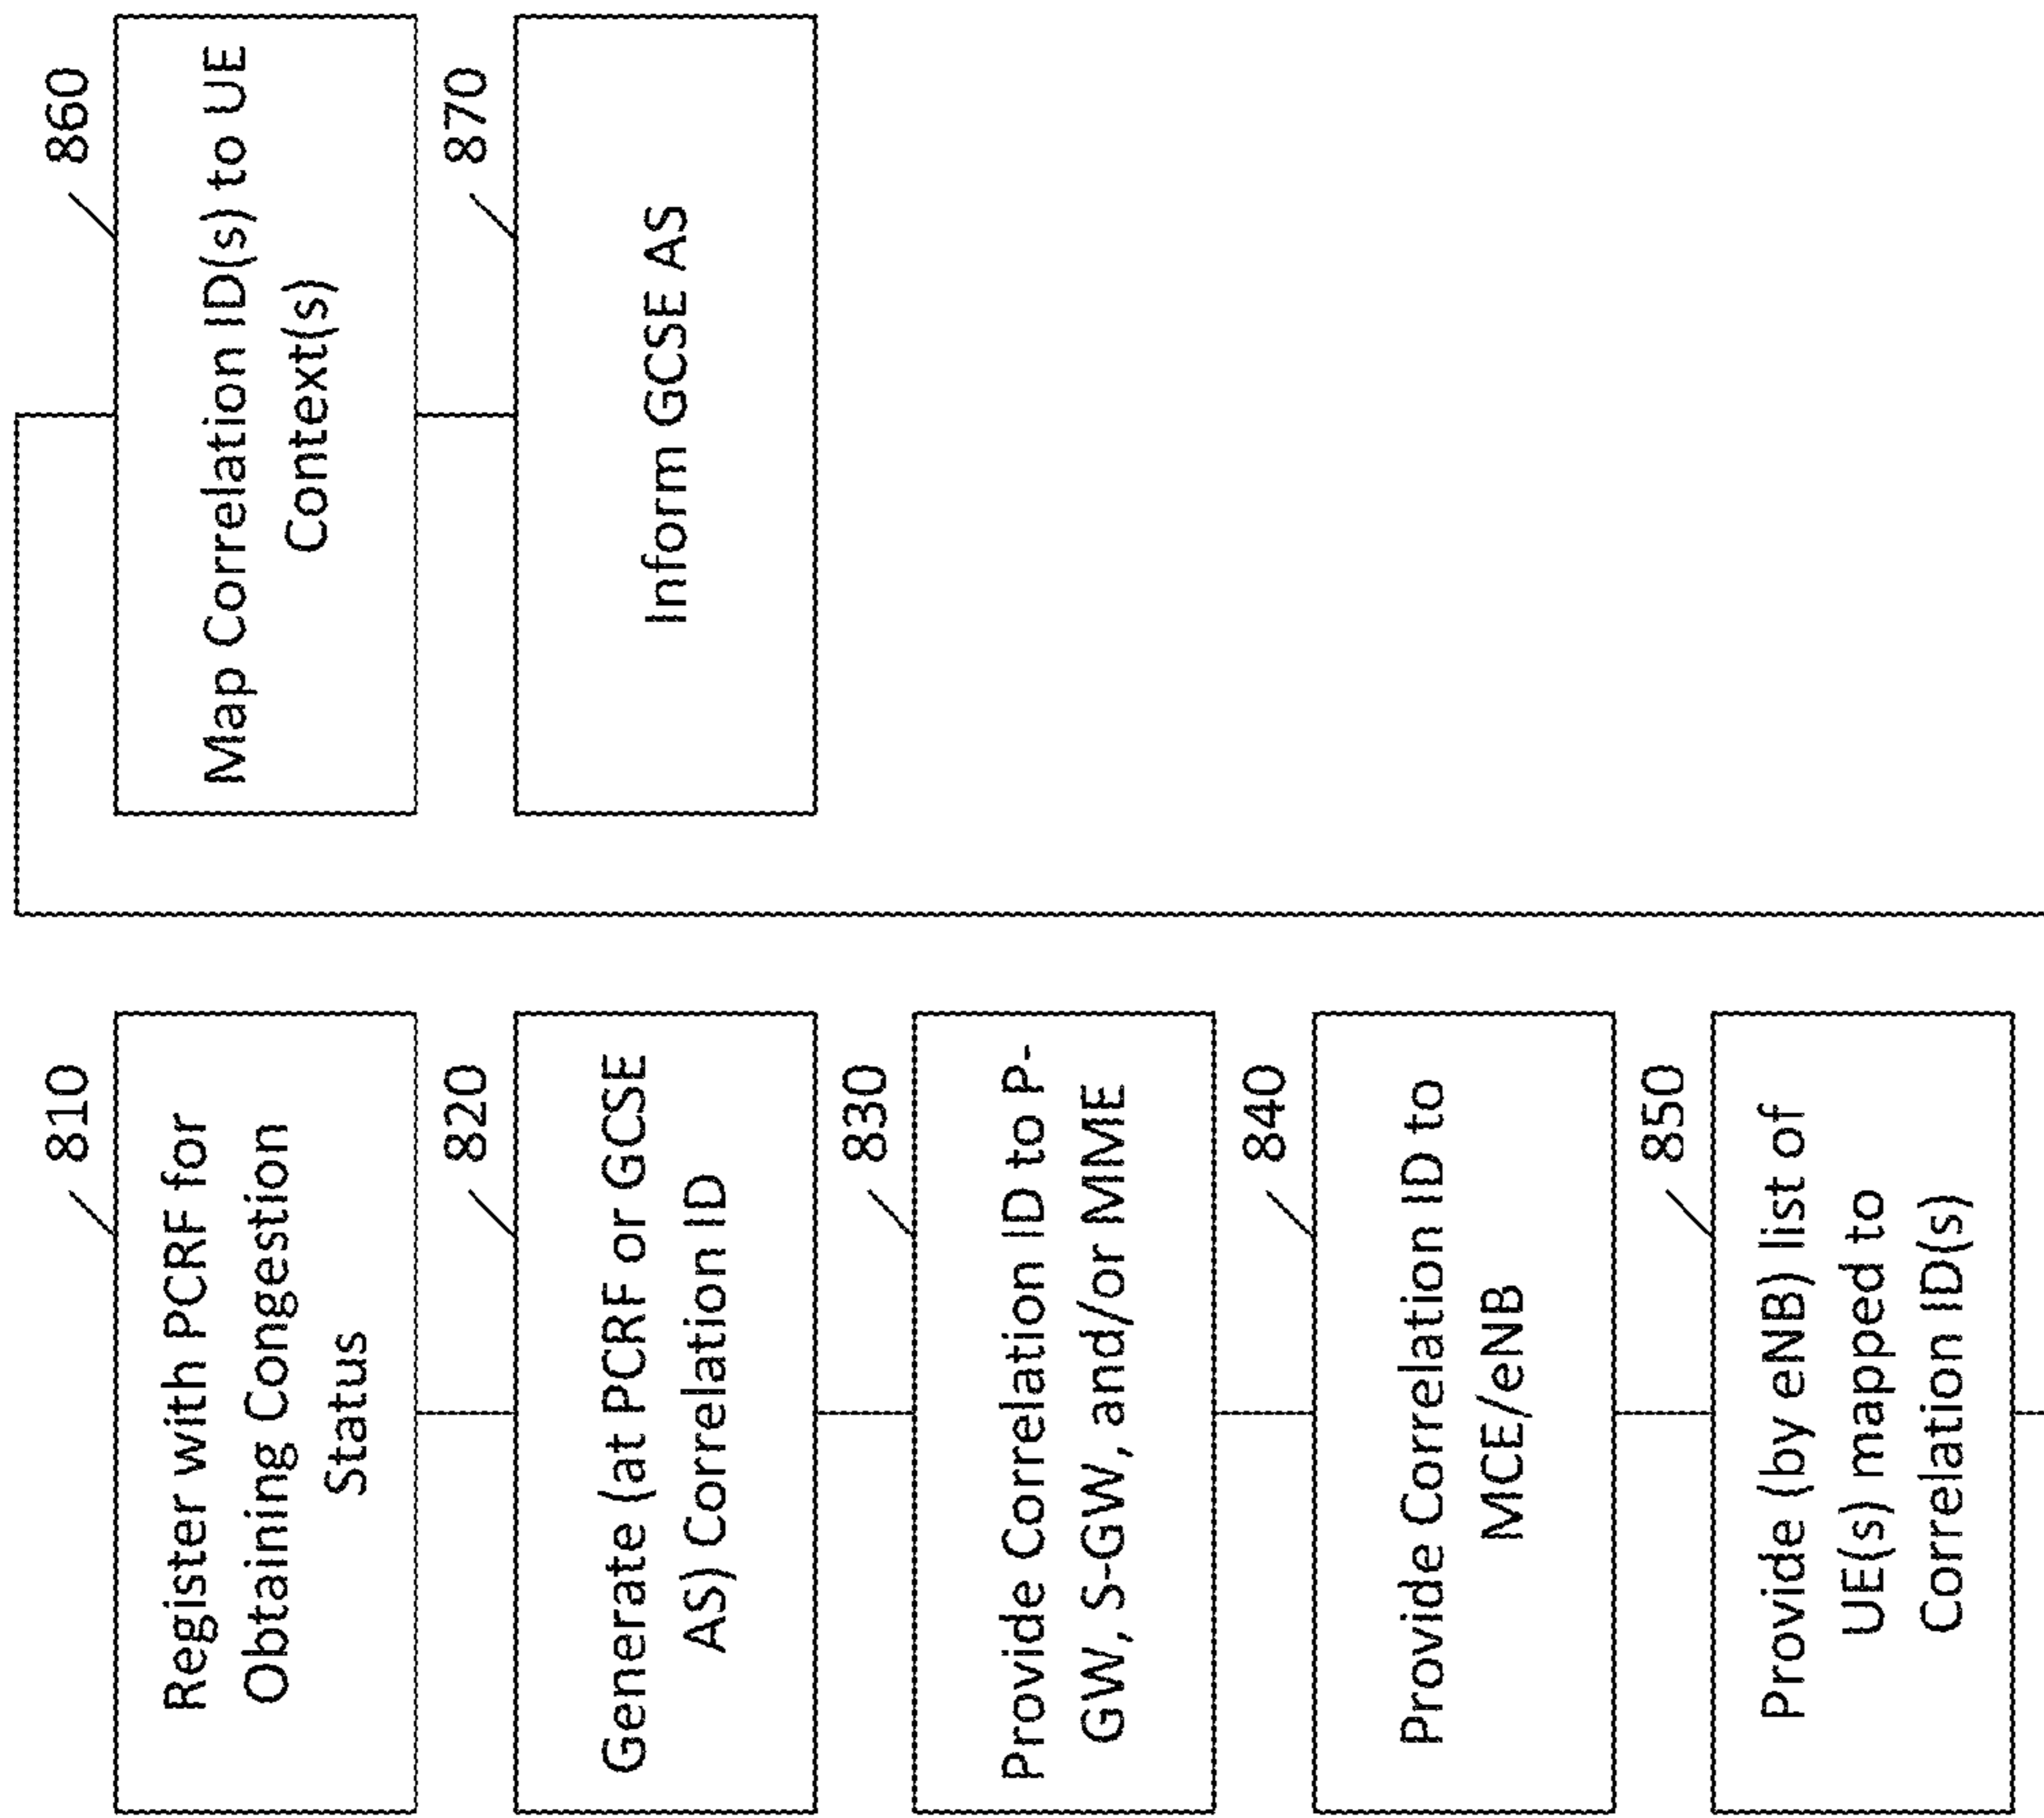 810
Register with PCRF for
Obtaining Congestion
Status
820
Generate (at PCRF or GCSE
AS) Correlation ID
830
Provide Correlation ID to P-
GW, S-GW, and/or MME
840
Provide Correlation ID to
MCE/eNB
850
Provide (by eNB) list of
UE(s) mapped to
Correlation ID(s)
860
Map Correlation ID(s) to UE
Context(s)
870
Inform GCSE AS